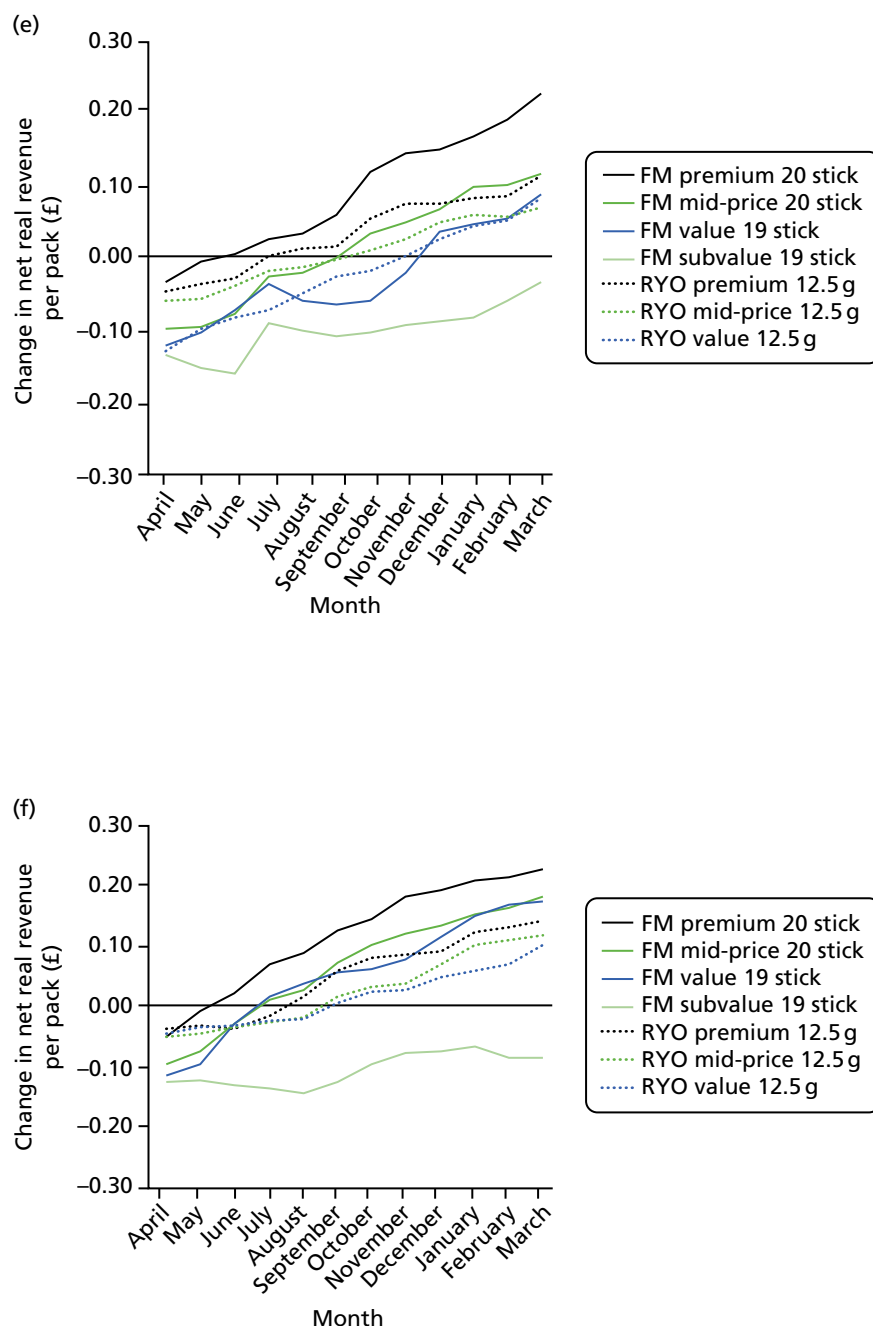 (e)
0.30
0.20
0.10
0.00
–0.10
–0.20
–0.30
Change in net real revenue
per pack (£)
April
May
June
July
August
September
October
November
December
January
February
March
Month
FM premium 20 stick
FM mid-price 20 stick
FM value 19 stick
FM subvalue 19 stick
RYO premium 12.5 g
RYO mid-price 12.5 g
RYO value 12.5 g
(f)
0.30
0.20
0.10
0.00
–0.10
–0.20
–0.30
Change in net real revenue
per pack (£)
April
May
June
July
August
September
October
November
December
January
February
March
Month
FM premium 20 stick
FM mid-price 20 stick
FM value 19 stick
FM subvalue 19 stick
RYO premium 12.5 g
RYO mid-price 12.5 g
RYO value 12.5 g